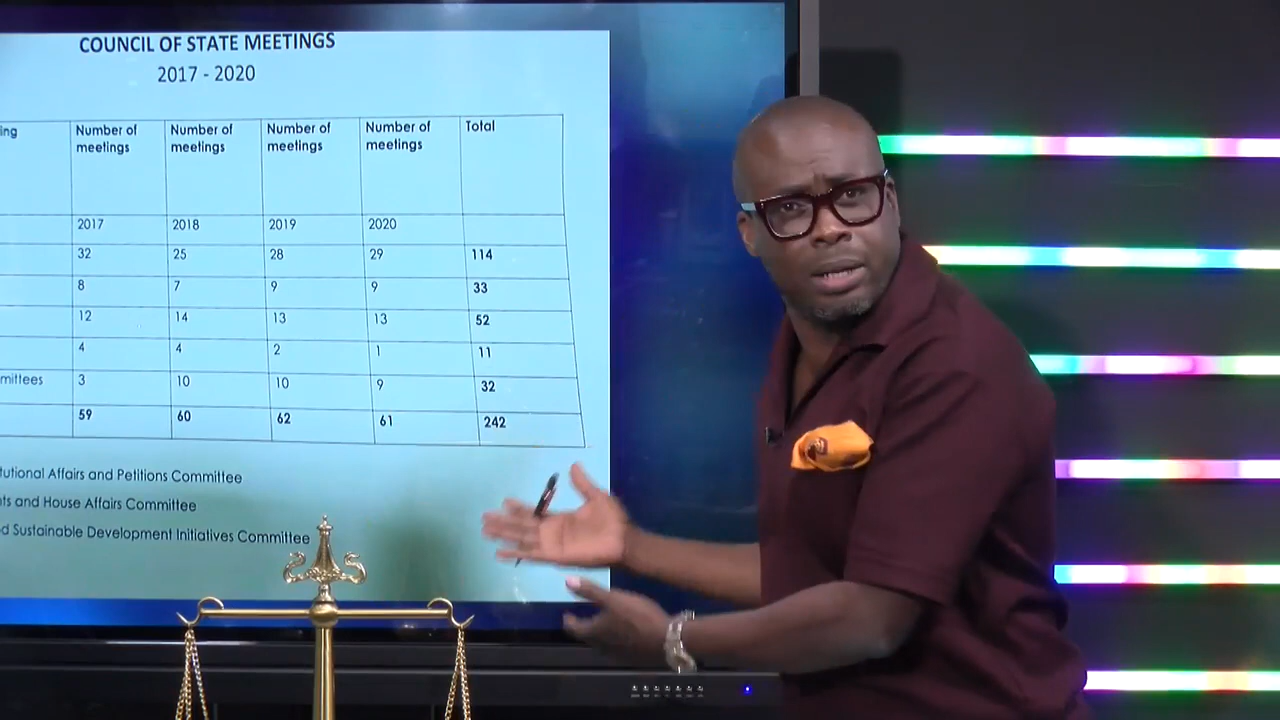 COUNCIL OF STATE MEETINGS
2017 - 2020
ing Number of meetings Number of meetings Number of meetings Number of meetings Total
2017 2018 2019 2020
32 25 28 29 114
8 7 9 9 33
12 14 13 13 52
4 4 2 1 11
mittees 3 10 10 9 32
59 60 62 61 242
tutional Affairs and Petitions Committee
ts and House Affairs Committee
d Sustainable Development Initiatives Committee